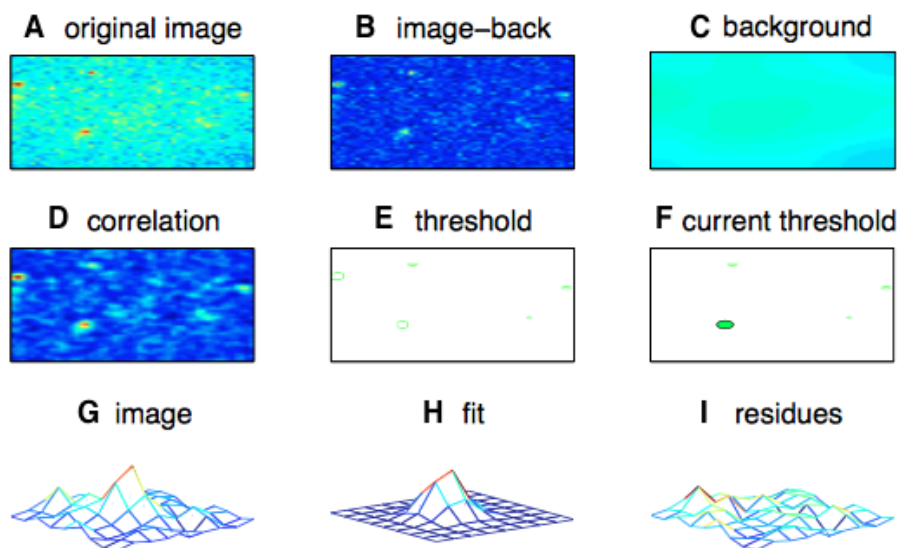 A original image
B image–back
C background
D correlation
E threshold
F current threshold
G image
H fit
I residues